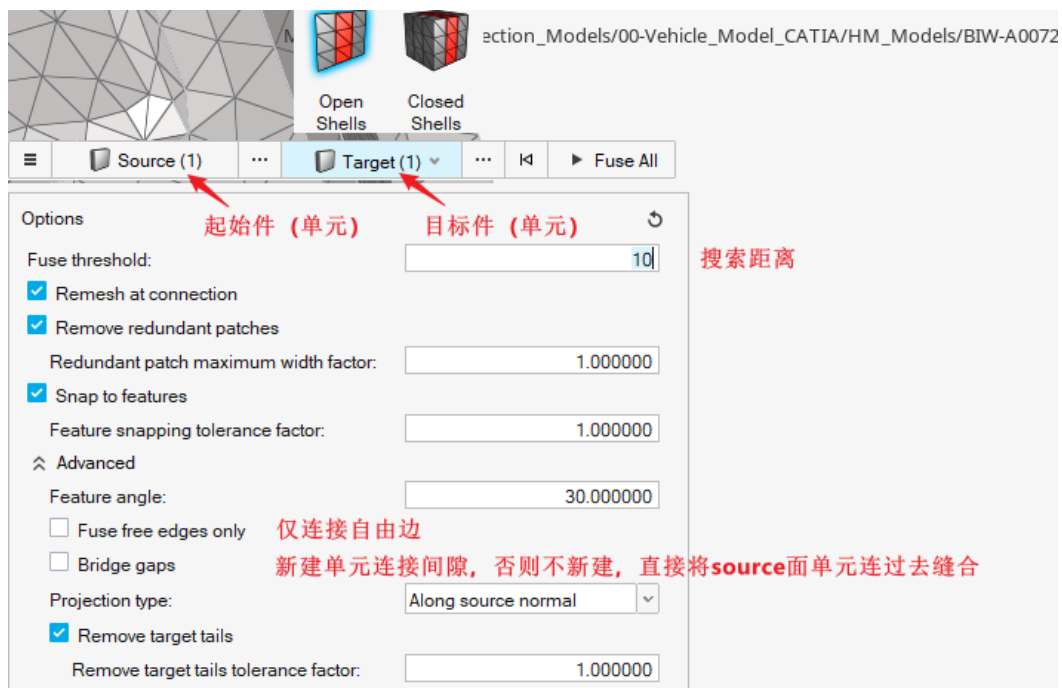 ection_Models/00-Vehicle_Model_CATIA/HM_Models/BIW-A0072
Open Shells
Closed Shells
Source (1)
Target (1)
Fuse All
Options
起始件（单元）
目标件（单元）
Fuse threshold:
10
搜索距离
Remesh at connection
Remove redundant patches
Redundant patch maximum width factor:
1.000000
Snap to features
Feature snapping tolerance factor:
1.000000
Advanced
Feature angle:
30.000000
Fuse free edges only
仅连接自由边
Bridge gaps
新建单元连接间隙，否则不新建，直接将source面单元连过去缝合
Projection type:
Along source normal
Remove target tails
Remove target tails tolerance factor:
1.000000